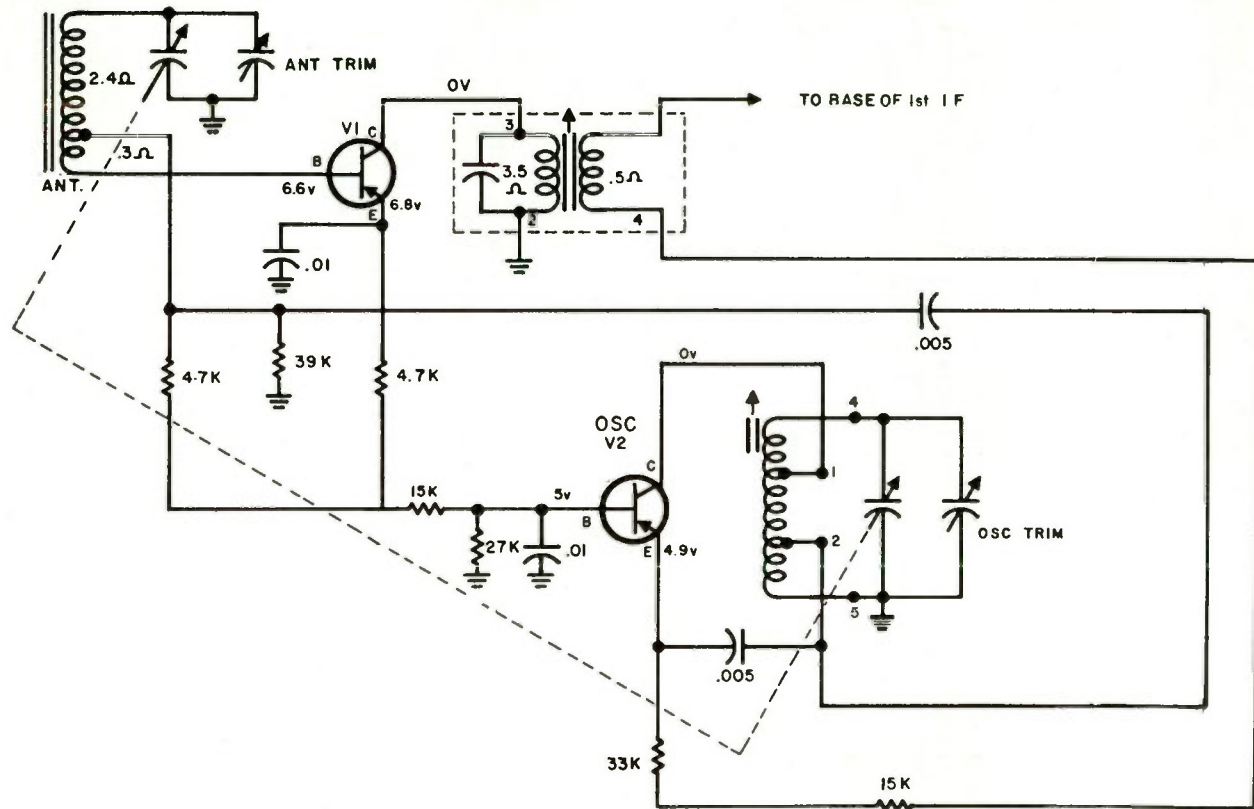 2.4Ω
ANT TRIM
.3Ω
ANT.
V1
C
B
6.6v
6.8v
E
0V
3
3.5
Ω
.5Ω
2
4
TO BASE OF 1st IF
.01
4.7K
39K
4.7K
.005
0v
OSC
V2
C
15K
5v
B
27K
.01
E
4.9v
4
1
2
5
OSC TRIM
.005
33K
15K